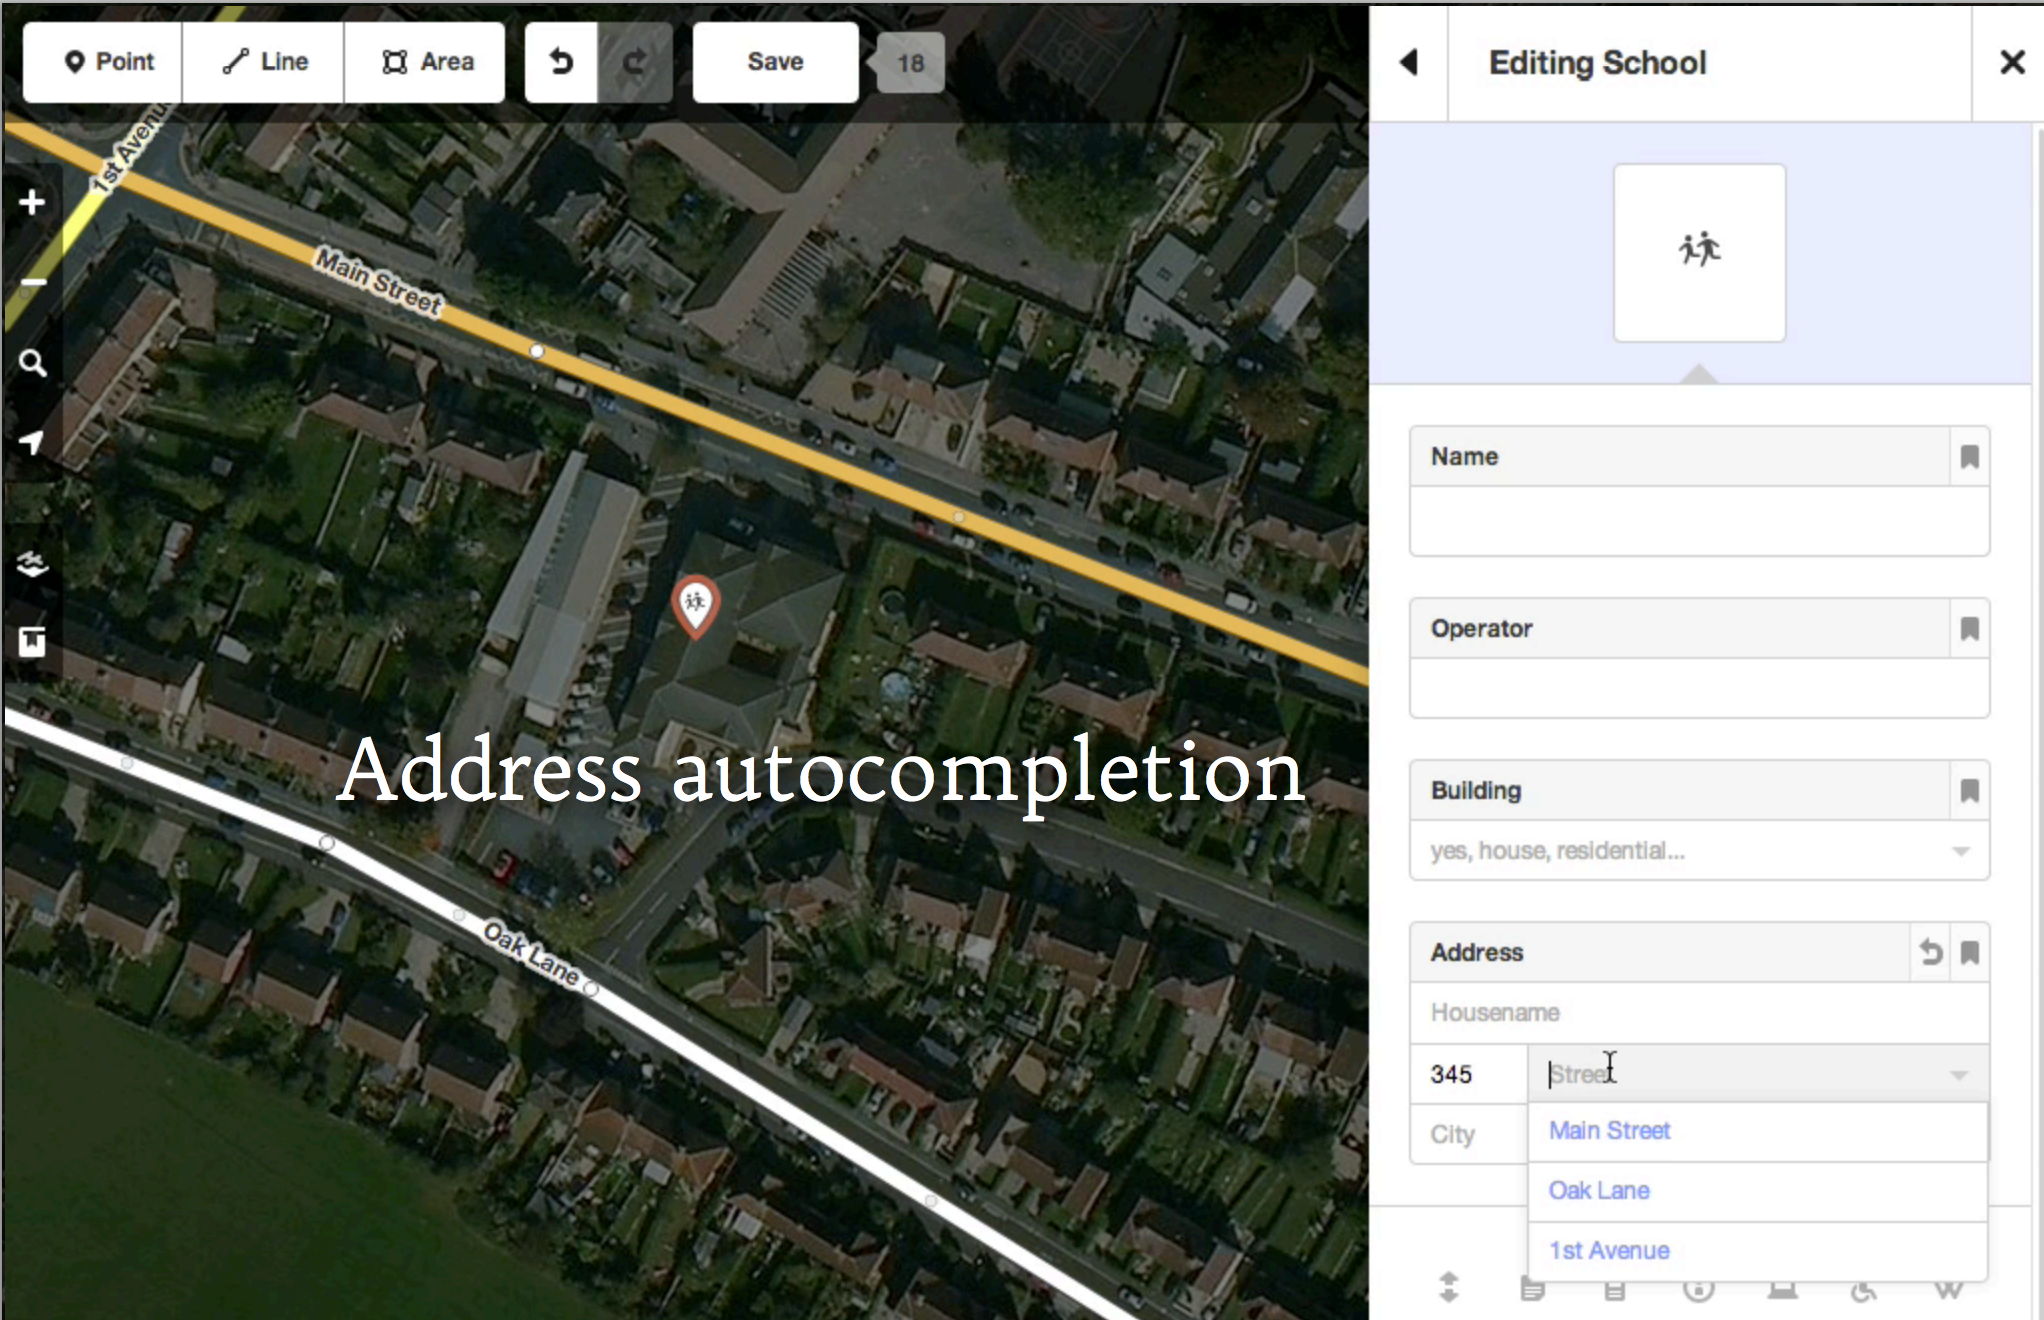 Point
Line
Area
Save
18
Editing School
1st Avenue
Main Street
Name
Operator
Address autocompletion
Building
yes, house, residential...
Oak Lane
Address
Housename
345
Street
City
Main Street
Oak Lane
1st Avenue